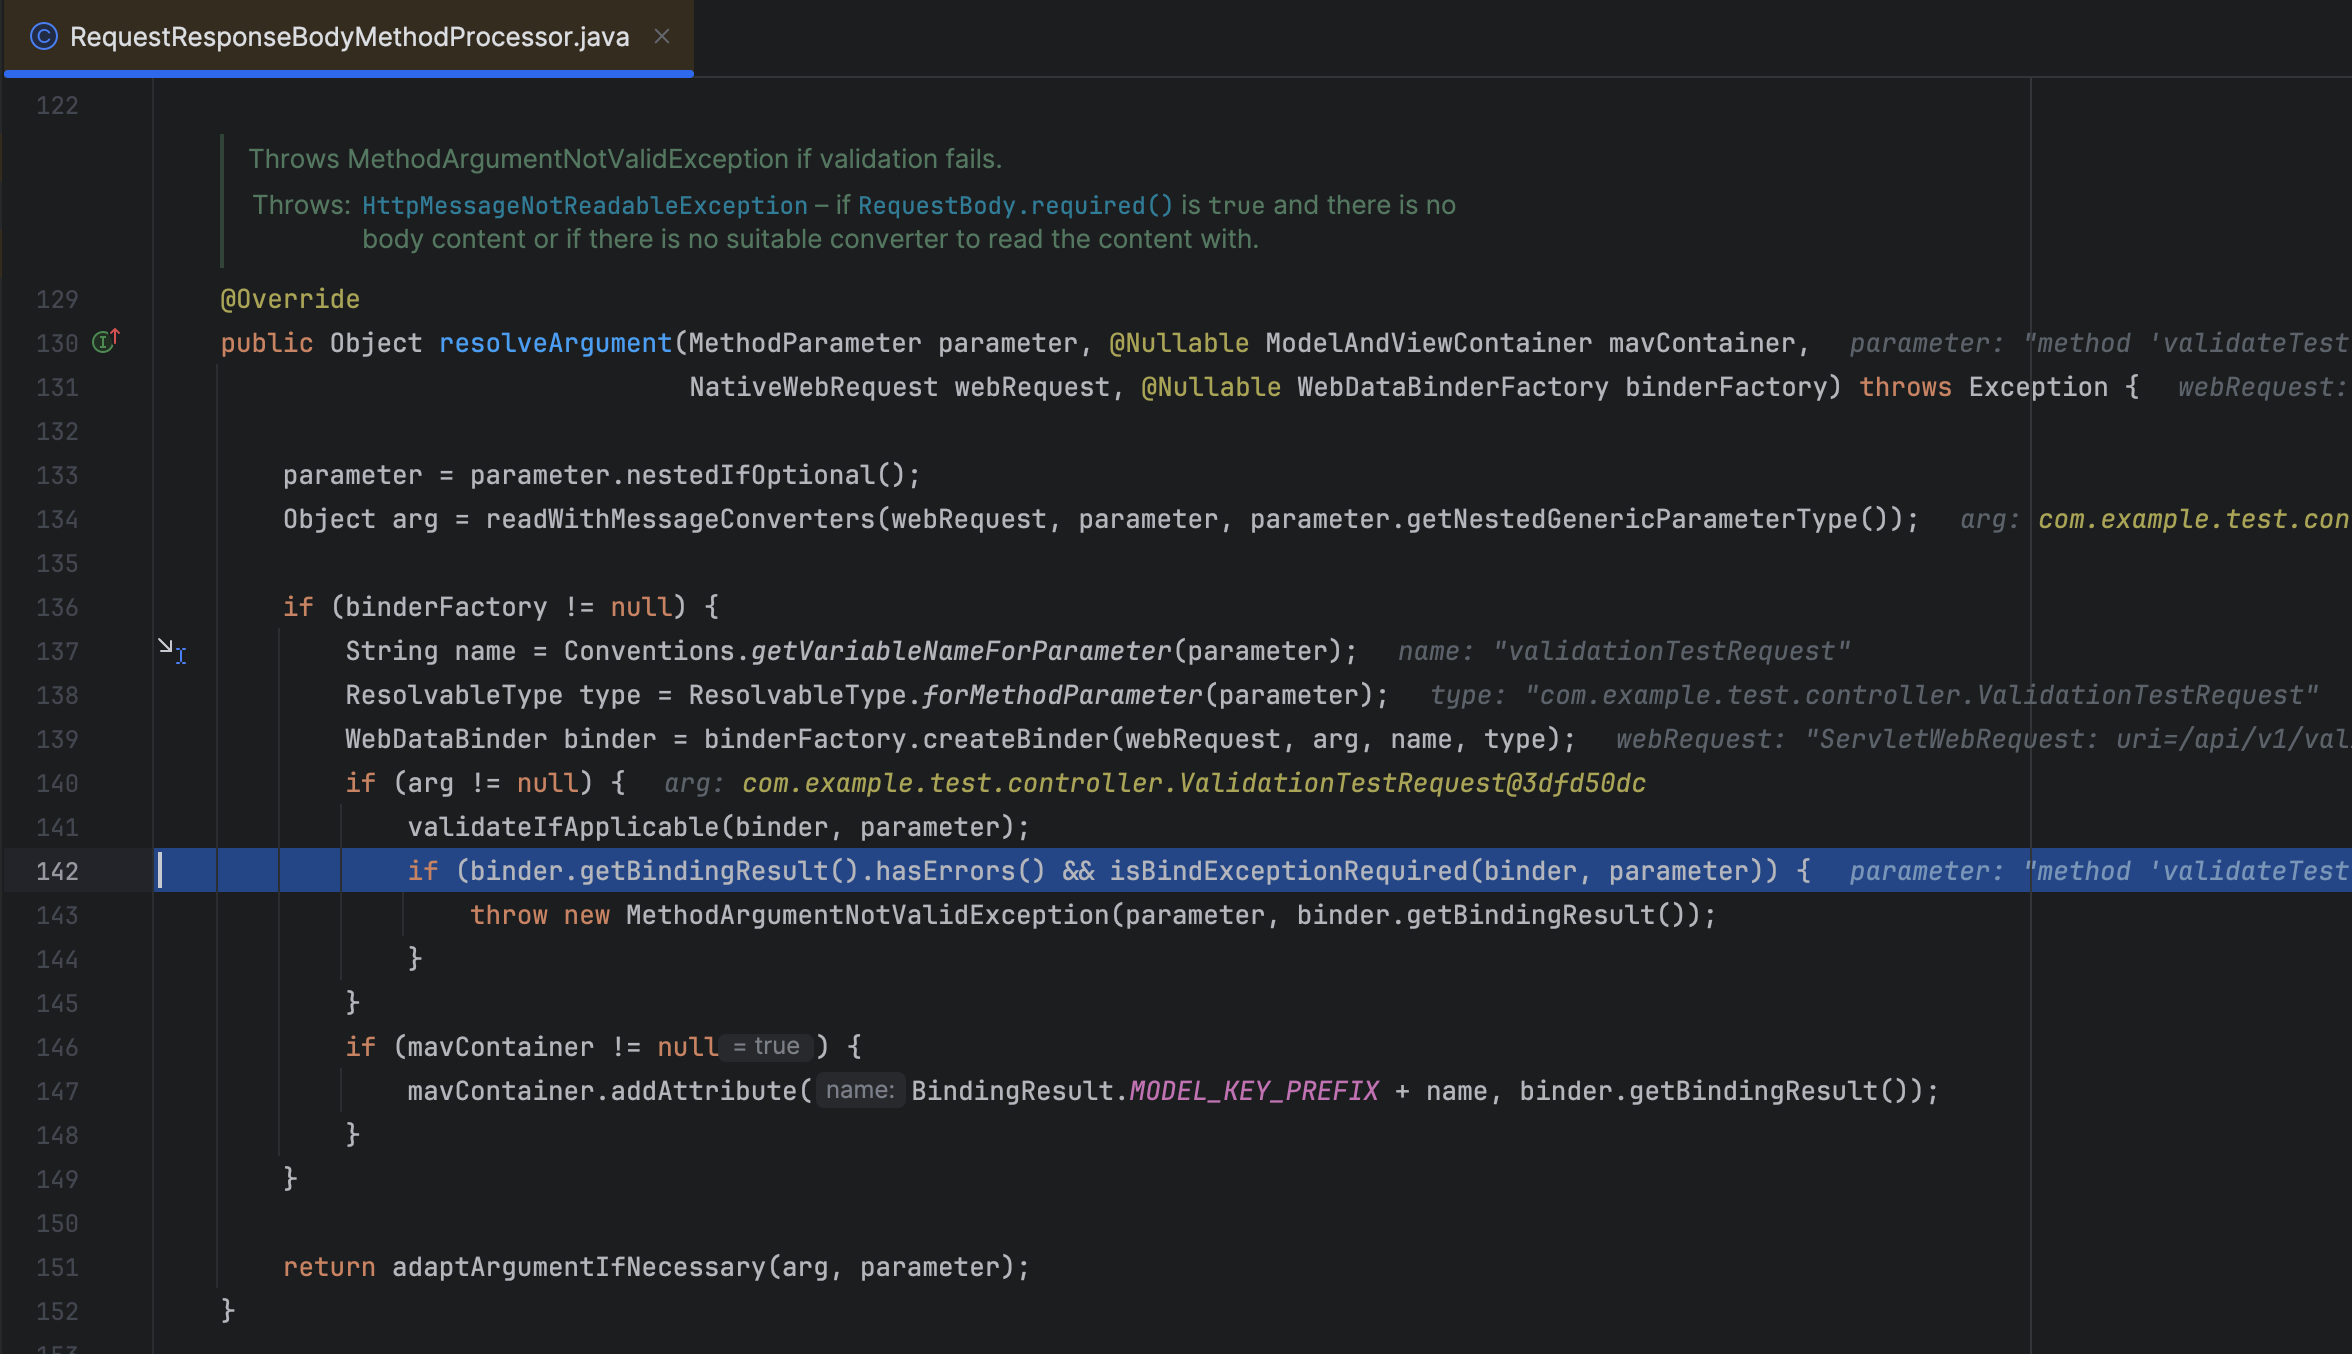 RequestResponseBodyMethodProcessor.java
122
Throws MethodArgumentNotValidException if validation fails.
Throws: HttpMessageNotReadableException – if RequestBody.required() is true and there is no
body content or if there is no suitable converter to read the content with.
129 @Override
130 public Object resolveArgument(MethodParameter parameter, @Nullable ModelAndViewContainer mavContainer, parameter: "method 'validateTest
131 NativeWebRequest webRequest, @Nullable WebDataBinderFactory binderFactory) throws Exception { webRequest:
132
133 parameter = parameter.nestedIfOptional();
134 Object arg = readWithMessageConverters(webRequest, parameter, parameter.getNestedGenericParameterType()); arg: com.example.test.con
135
136 if (binderFactory != null) {
137 String name = Conventions.getVariableNameForParameter(parameter); name: "validationTestRequest"
138 ResolvableType type = ResolvableType.forMethodParameter(parameter); type: "com.example.test.controller.ValidationTestRequest"
139 WebDataBinder binder = binderFactory.createBinder(webRequest, arg, name, type); webRequest: "ServletWebRequest: uri=/api/v1/val
140 if (arg != null) { arg: com.example.test.controller.ValidationTestRequest@3dfd50dc
141 validateIfApplicable(binder, parameter);
142 if (binder.getBindingResult().hasErrors() && isBindExceptionRequired(binder, parameter)) { parameter: "method 'validateTest
143 throw new MethodArgumentNotValidException(parameter, binder.getBindingResult());
144 }
145 }
146 if (mavContainer != null = true ) {
147 mavContainer.addAttribute( name: BindingResult.MODEL_KEY_PREFIX + name, binder.getBindingResult());
148 }
149 }
150
151 return adaptArgumentIfNecessary(arg, parameter);
152 }
153